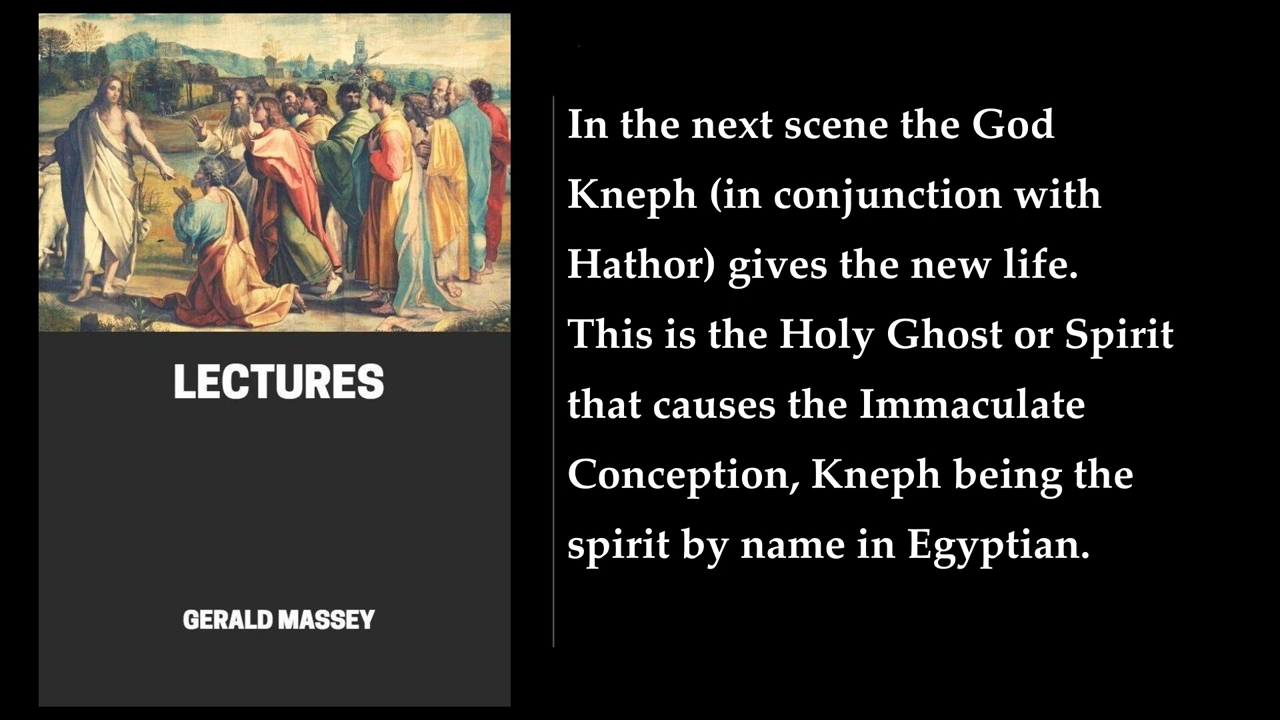 LECTURES
GERALD MASSEY
In the next scene the God
Kneph (in conjunction with
Hathor) gives the new life.
This is the Holy Ghost or Spirit
that causes the Immaculate
Conception, Kneph being the
spirit by name in Egyptian.